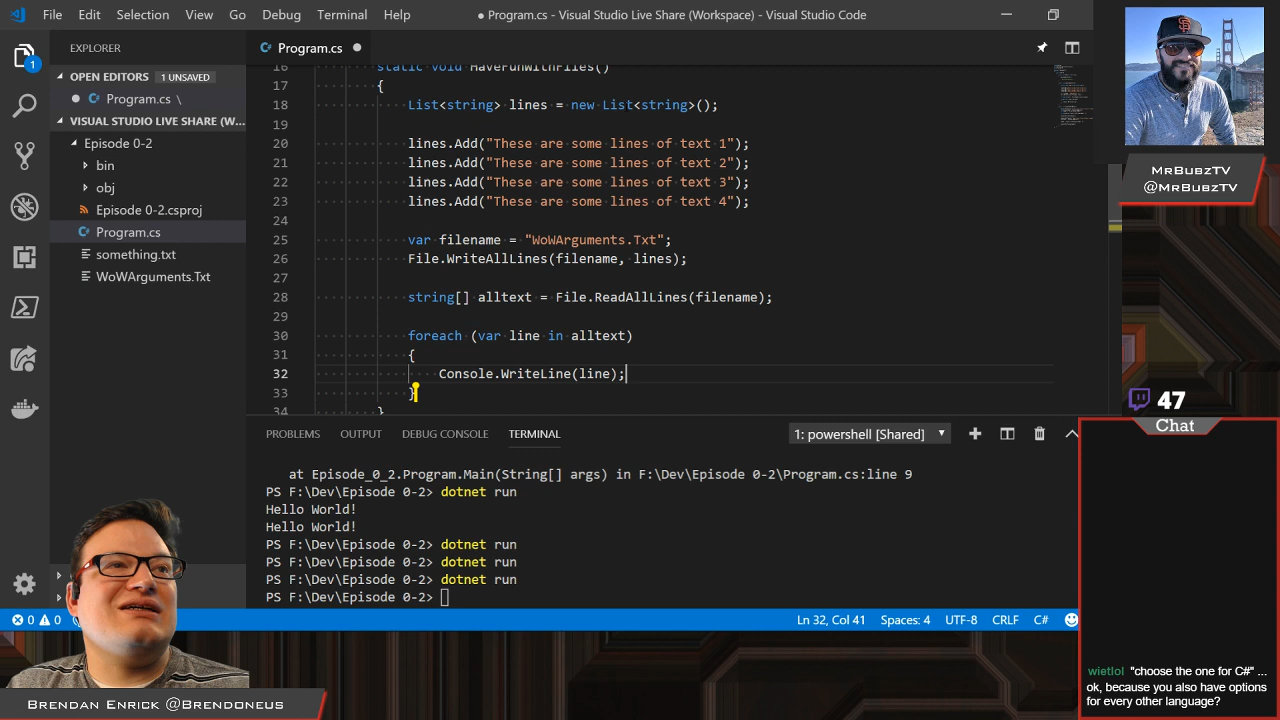 File Edit Selection View Go Debug Terminal Help
● Program.cs - Visual Studio Live Share (Workspace) - Visual Studio Code
EXPLORER
OPEN EDITORS 1 UNSAVED
Program.cs \
VISUAL STUDIO LIVE SHARE (W...
Episode 0-2
bin
obj
Episode 0-2.csproj
Program.cs
something.txt
WoWArguments.Txt
1
Program.cs
16 static void HaveFunWithFiles()
17 {
18 List<string> lines = new List<string>();
19
20 lines.Add("These are some lines of text 1");
21 lines.Add("These are some lines of text 2");
22 lines.Add("These are some lines of text 3");
23 lines.Add("These are some lines of text 4");
24
25 var filename = "WoWArguments.Txt";
26 File.WriteAllLines(filename, lines);
27
28 string[] alltext = File.ReadAllLines(filename);
29
30 foreach (var line in alltext)
31 {
32 Console.WriteLine(line);
33 }
34 }
PROBLEMS OUTPUT DEBUG CONSOLE TERMINAL
1: powershell [Shared]
at Episode_0_2.Program.Main(String[] args) in F:\Dev\Episode 0-2\Program.cs:line 9
PS F:\Dev\Episode 0-2> dotnet run
Hello World!
Hello World!
PS F:\Dev\Episode 0-2> dotnet run
PS F:\Dev\Episode 0-2> dotnet run
PS F:\Dev\Episode 0-2> dotnet run
PS F:\Dev\Episode 0-2>
0 0
Ln 32, Col 41 Spaces: 4 UTF-8 CRLF C#
MrBubzTV
@MrBubzTV
47
Chat
wietlol "choose the one for C#" ...
ok, because you also have options
for every other language?
Brendan Enrick @Brendoneus